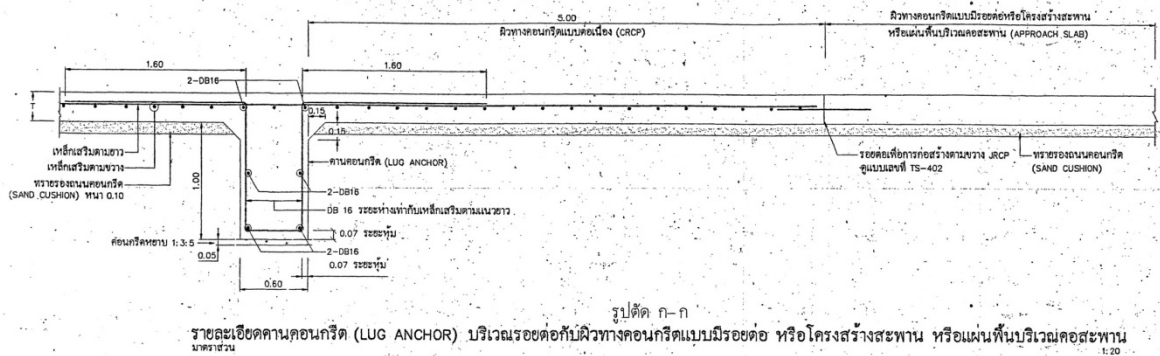 5.00
ผิวทางคอนกรีตแบบต่อเนื่อง (CRCP)
ผิวทางคอนกรีตแบบมีรอยต่อหรือโครงสร้างสะพาน
หรือแผ่นพื้นบริเวณคอสะพาน (APPROACH SLAB)
1.60
2-DB16
1.60
T
0.15
0.15
เหล็กเสริมตามยาว
เหล็กเสริมตามขวาง
ทรายรองถนนคอนกรีต
(SAND CUSHION) หนา 0.10
1.00
คานคอนกรีต (LUG ANCHOR)
รอยต่อเพื่อการก่อสร้างตามขวาง JRCP
ดูแบบเลขที่ TS-402
ทรายรองถนนคอนกรีต
(SAND CUSHION)
2-DB16
DB 16 ระยะห่างเท่ากับเหล็กเสริมตามแนวยาว
0.07 ระยะหุ้ม
ค่อนกรีตหยาบ 1:3:5
0.05
2-DB16
0.07 ระยะหุ้ม
0.60
รูปตัด ก-ก
รายละเอียดคานคอนกรีต (LUG ANCHOR) บริเวณรอยต่อกับผิวทางคอนกรีตแบบมีรอยต่อ หรือโครงสร้างสะพาน หรือแผ่นพื้นบริเวณคอสะพาน
มาตราส่วน
1:20